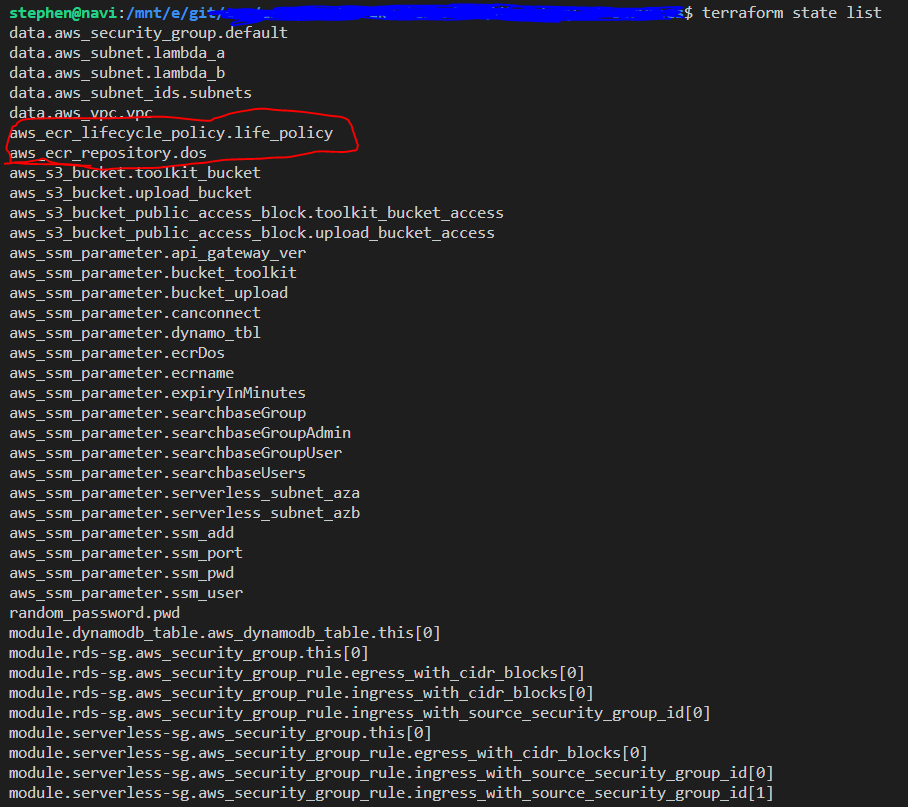 stephen@navi:/mnt/e/git/ $ terraform state list
data.aws_security_group.default
data.aws_subnet.lambda_a
data.aws_subnet.lambda_b
data.aws_subnet_ids.subnets
data.aws_vpc.vpc
aws_ecr_lifecycle_policy.life_policy
aws_ecr_repository.dos
aws_s3_bucket.toolkit_bucket
aws_s3_bucket.upload_bucket
aws_s3_bucket_public_access_block.toolkit_bucket_access
aws_s3_bucket_public_access_block.upload_bucket_access
aws_ssm_parameter.api_gateway_ver
aws_ssm_parameter.bucket_toolkit
aws_ssm_parameter.bucket_upload
aws_ssm_parameter.canconnect
aws_ssm_parameter.dynamo_tbl
aws_ssm_parameter.ecrDos
aws_ssm_parameter.ecrname
aws_ssm_parameter.expiryInMinutes
aws_ssm_parameter.searchbaseGroup
aws_ssm_parameter.searchbaseGroupAdmin
aws_ssm_parameter.searchbaseGroupUser
aws_ssm_parameter.searchbaseUsers
aws_ssm_parameter.serverless_subnet_aza
aws_ssm_parameter.serverless_subnet_azb
aws_ssm_parameter.ssm_add
aws_ssm_parameter.ssm_port
aws_ssm_parameter.ssm_pwd
aws_ssm_parameter.ssm_user
random_password.pwd
module.dynamodb_table.aws_dynamodb_table.this[0]
module.rds-sg.aws_security_group.this[0]
module.rds-sg.aws_security_group_rule.egress_with_cidr_blocks[0]
module.rds-sg.aws_security_group_rule.ingress_with_cidr_blocks[0]
module.rds-sg.aws_security_group_rule.ingress_with_source_security_group_id[0]
module.serverless-sg.aws_security_group.this[0]
module.serverless-sg.aws_security_group_rule.egress_with_cidr_blocks[0]
module.serverless-sg.aws_security_group_rule.ingress_with_source_security_group_id[0]
module.serverless-sg.aws_security_group_rule.ingress_with_source_security_group_id[1]